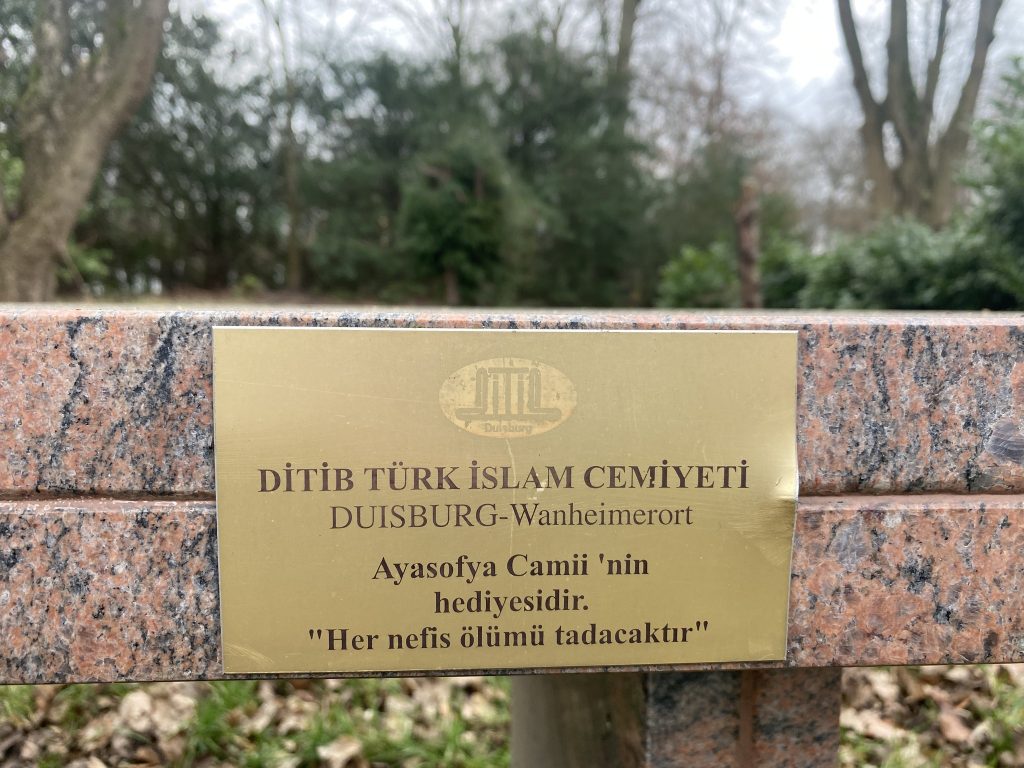 DİTİB
Duisburg
DİTİB TÜRK İSLAM CEMİYETİ
DUISBURG-Wanheimerort
Ayasofya Camii 'nin
hediyesidir.
"Her nefis ölümü tadacaktır"